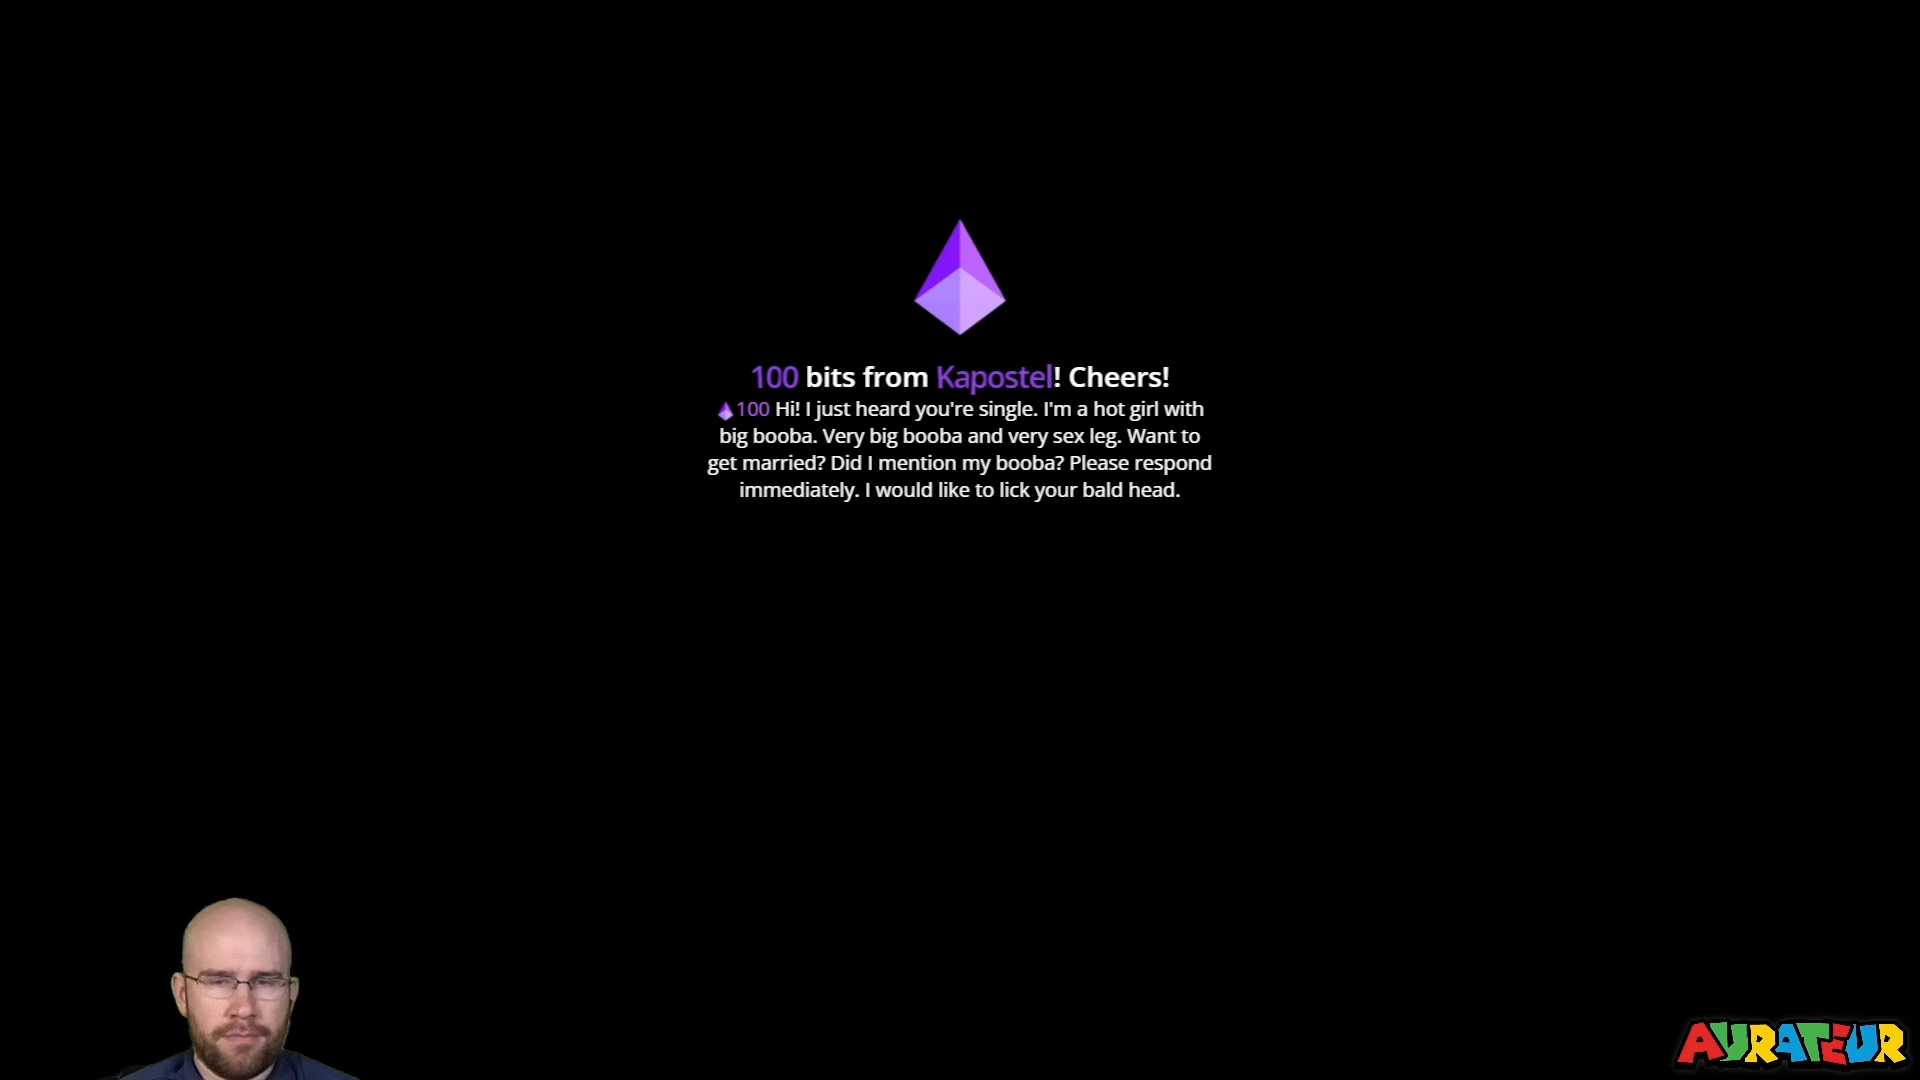 100 bits from Kapostel! Cheers!
100 Hi! I just heard you're single. I'm a hot girl with
big booba. Very big booba and very sex leg. Want to
get married? Did I mention my booba? Please respond
immediately. I would like to lick your bald head.
AURATEUR